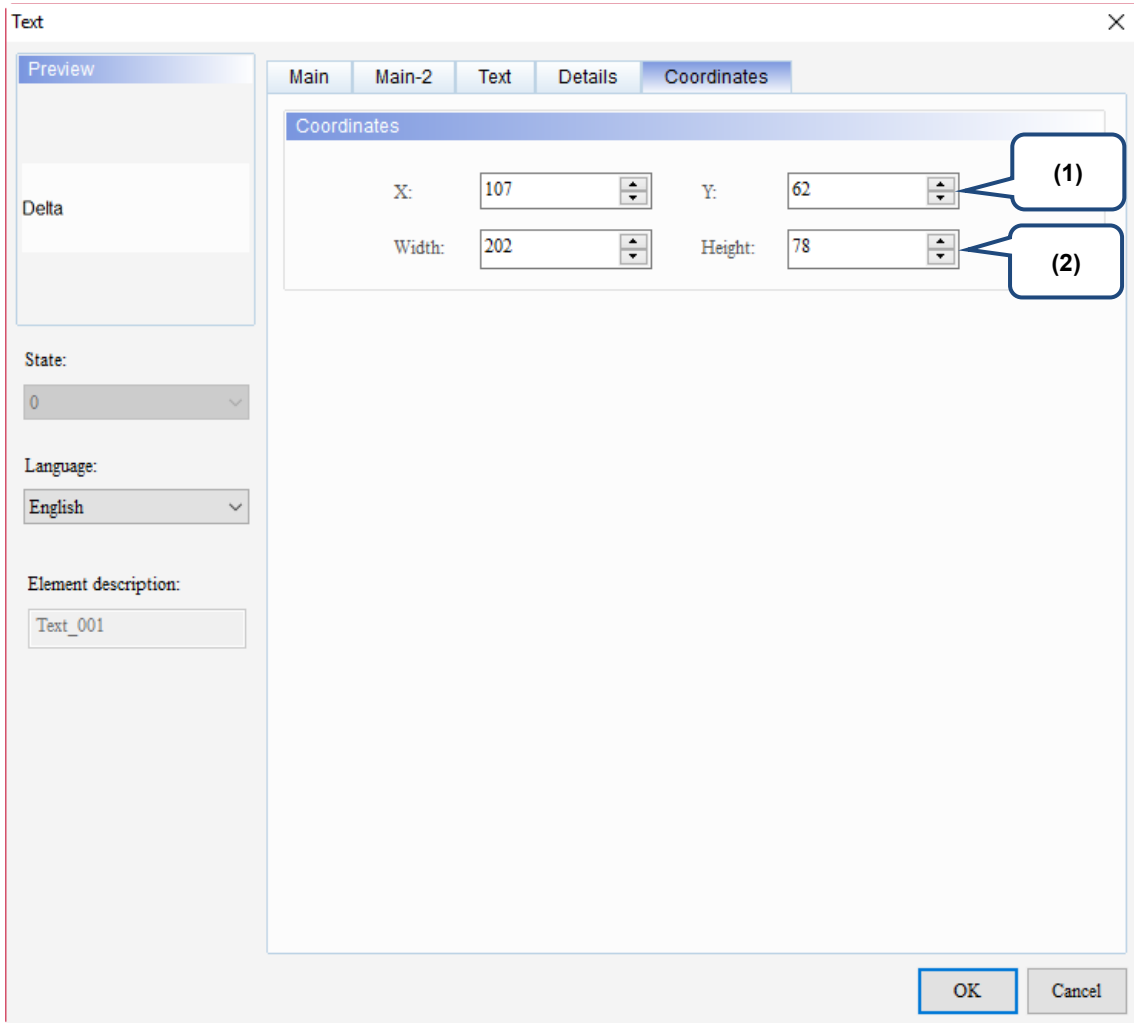 Text
Preview
Delta
State:
0
Language:
English
Element description:
Text_001
Main Main-2 Text Details Coordinates
Coordinates
X: 107 Y: 62
(1)
Width: 202 Height: 78
(2)
OK Cancel